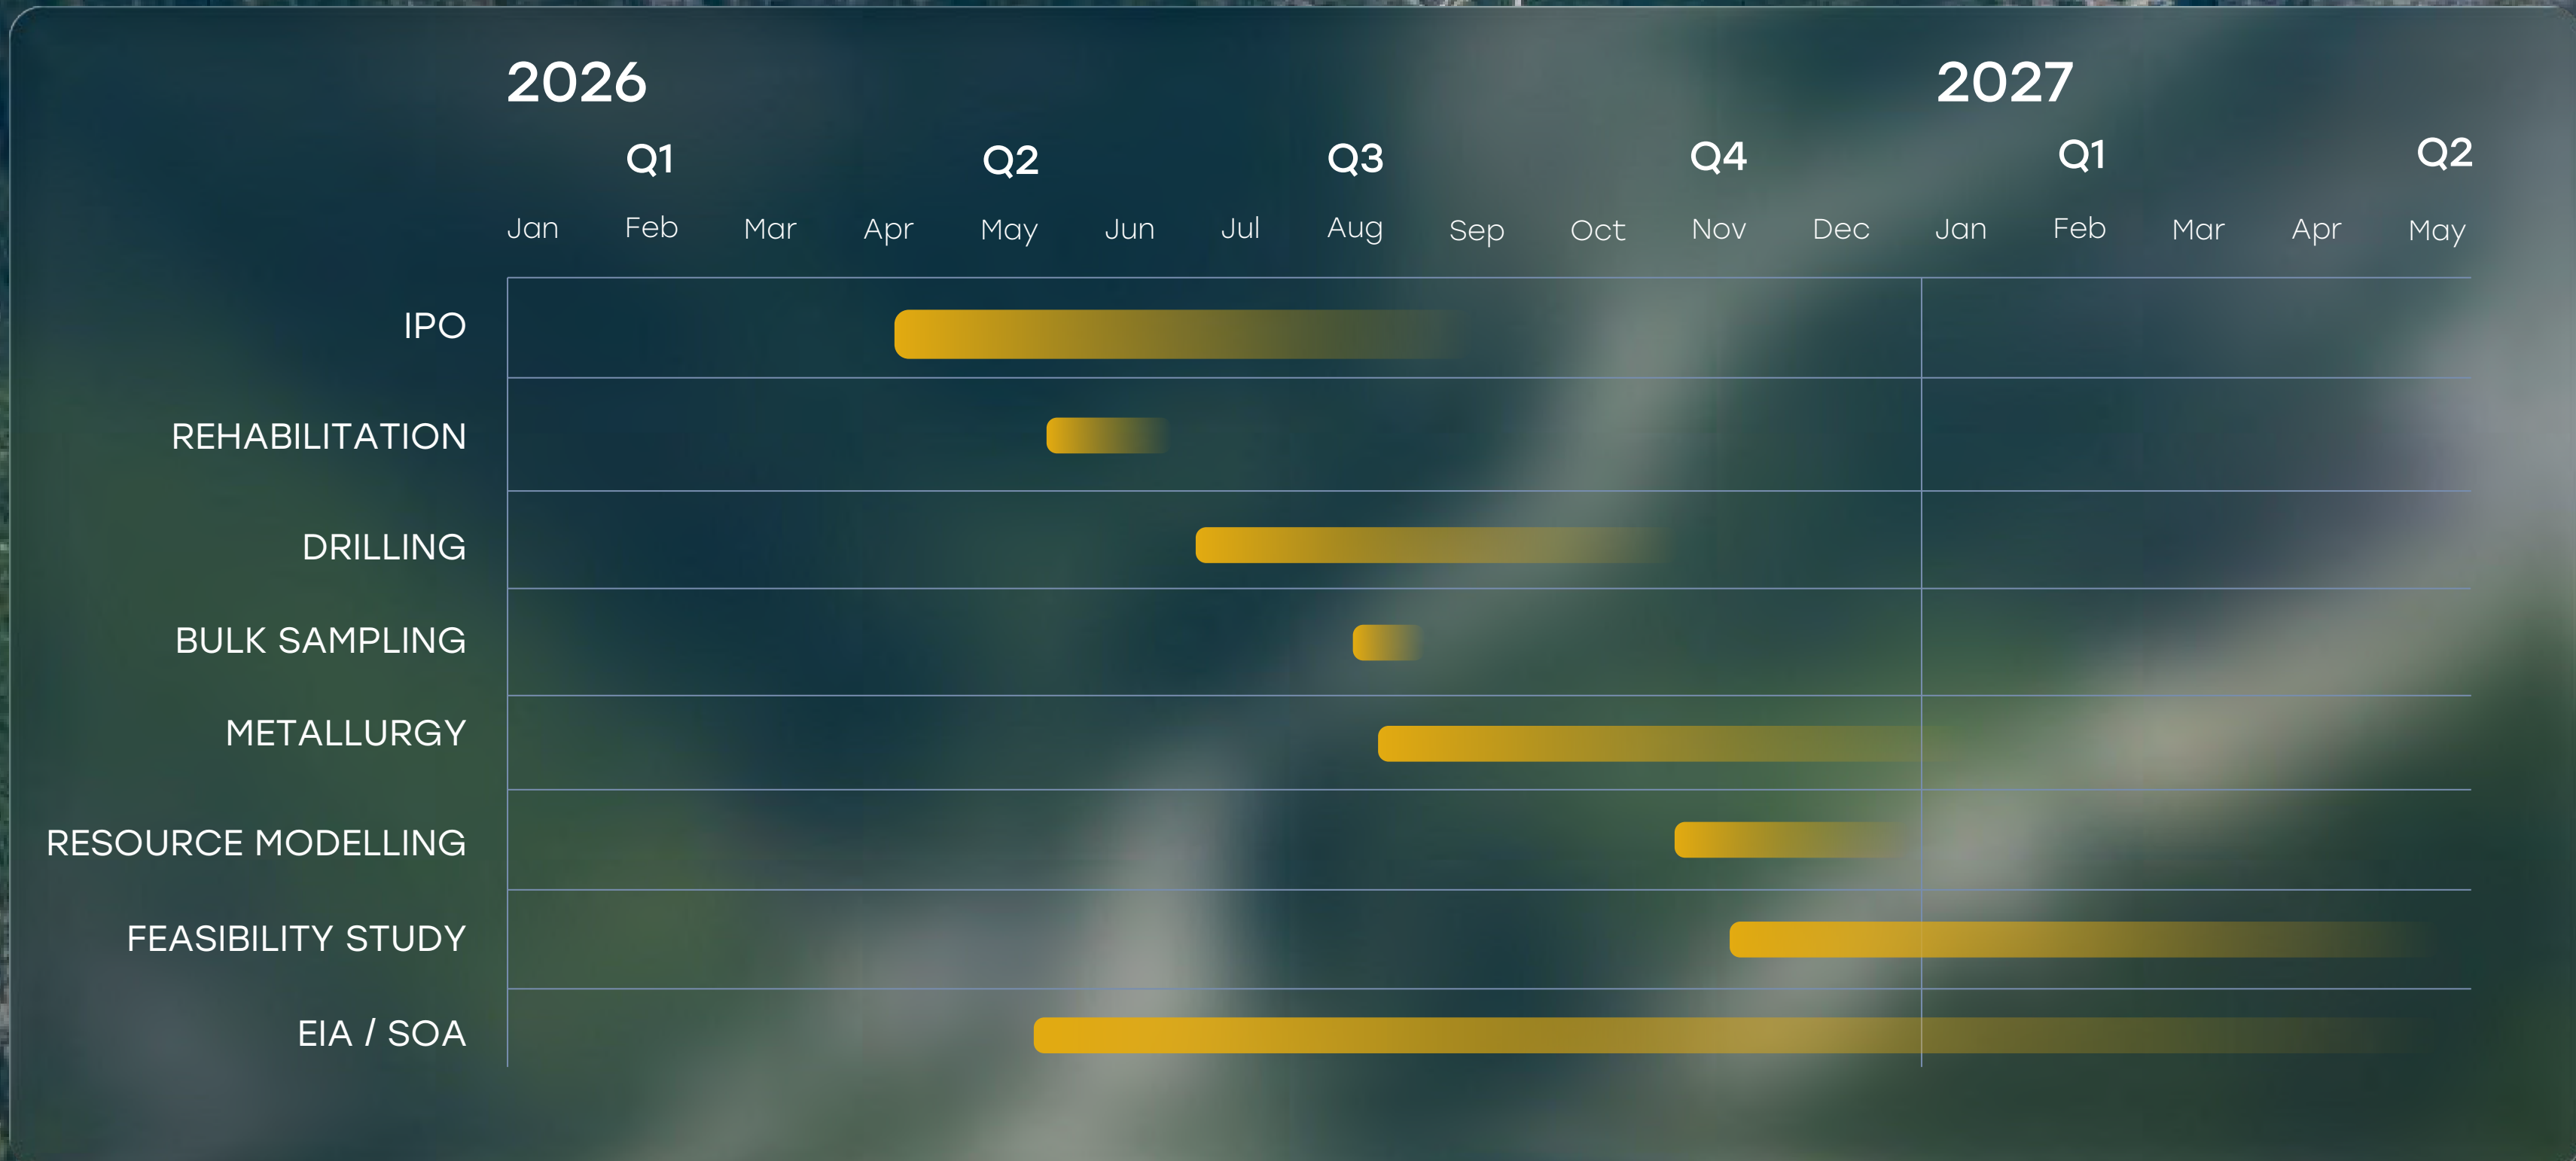 2026 2027
Q1 Q2 Q3 Q4 Q1 Q2
Jan Feb Mar Apr May Jun Jul Aug Sep Oct Nov Dec Jan Feb Mar Apr May
IPO
REHABILITATION
DRILLING
BULK SAMPLING
METALLURGY
RESOURCE MODELLING
FEASIBILITY STUDY
EIA / SOA